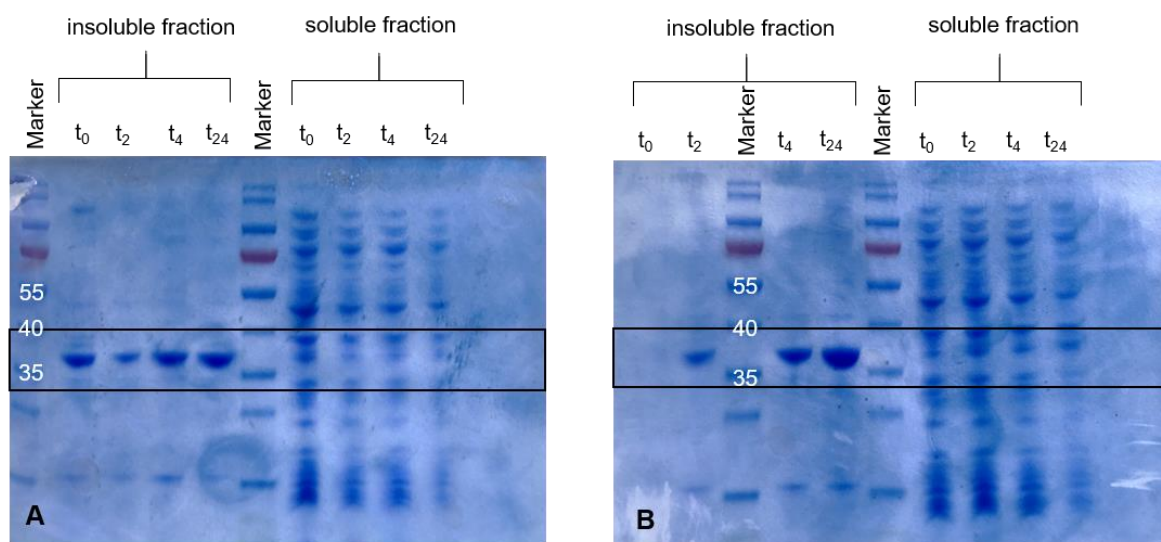 insoluble fraction
soluble fraction
Marker
t0
t2
t4
t24
Marker
t0
t2
t4
t24
55
40
35
A
insoluble fraction
soluble fraction
t0
t2
Marker
t4
t24
Marker
t0
t2
t4
t24
55
40
35
B